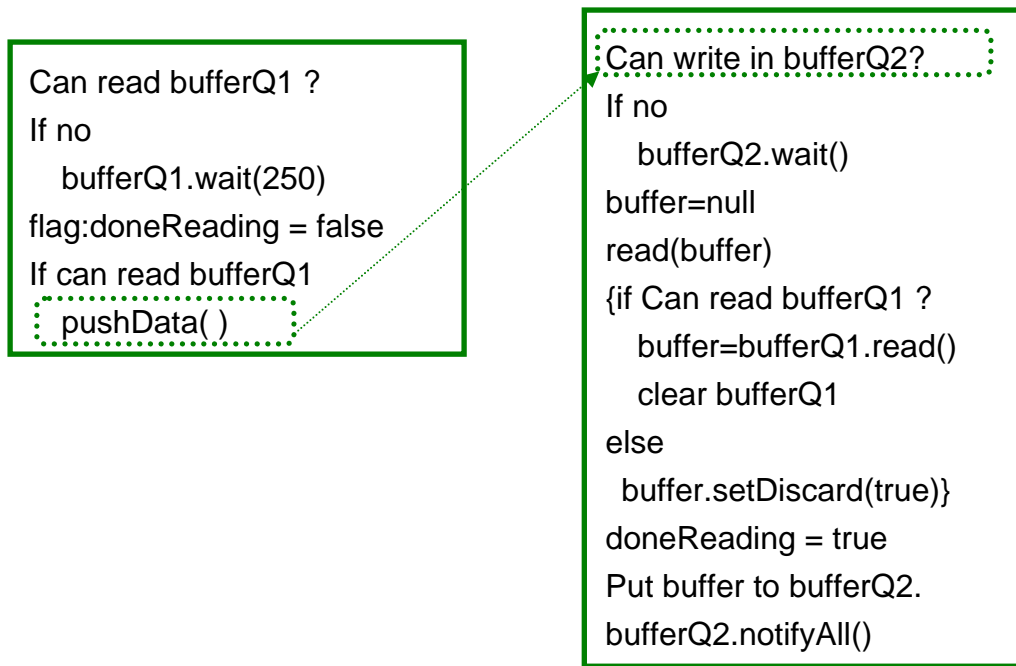 Can read bufferQ1 ?
If no
bufferQ1.wait(250)
flag:doneReading = false
If can read bufferQ1
pushData( )
Can write in bufferQ2?
If no
bufferQ2.wait()
buffer=null
read(buffer)
{if Can read bufferQ1 ?
buffer=bufferQ1.read()
clear bufferQ1
else
buffer.setDiscard(true)}
doneReading = true
Put buffer to bufferQ2.
bufferQ2.notifyAll()